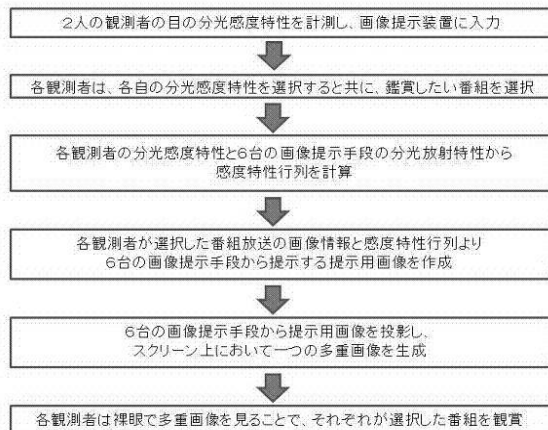 2人の観測者の目の分光感度特性を計測し、画像提示装置に入力
各観測者は、各自の分光感度特性を選択すると共に、鑑賞したい番組を選択
各観測者の分光感度特性と6台の画像提示手段の分光放射特性から
感度特性行列を計算
各観測者が選択した番組放送の画像情報と感度特性行列より
6台の画像提示手段から提示する提示用画像を作成
6台の画像提示手段から提示用画像を投影し、
スクリーン上において一つの多重画像を生成
各観測者は裸眼で多重画像を見ることで、それぞれが選択した番組を観賞